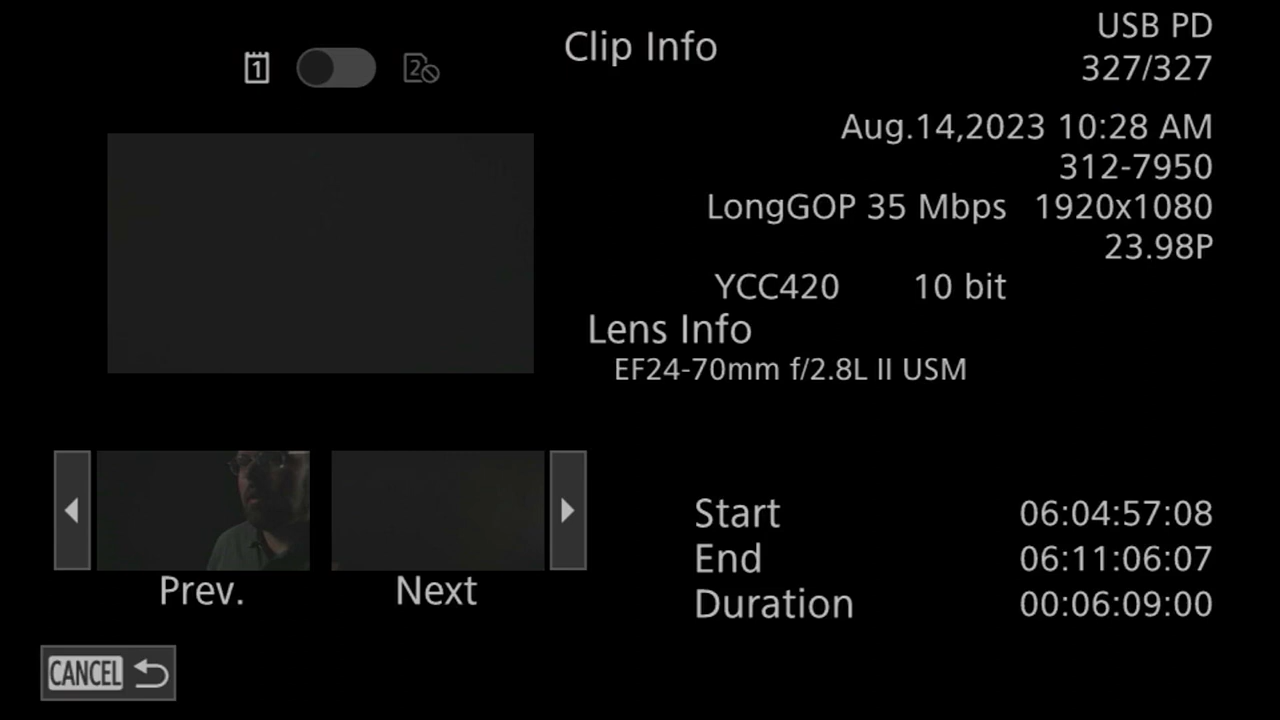 1 2
Clip Info
USB PD
327/327
Aug.14,2023 10:28 AM
312-7950
LongGOP 35 Mbps 1920x1080
23.98P
YCC420 10 bit
Lens Info
EF24-70mm f/2.8L II USM
Prev. Next
Start 06:04:57:08
End 06:11:06:07
Duration 00:06:09:00
CANCEL